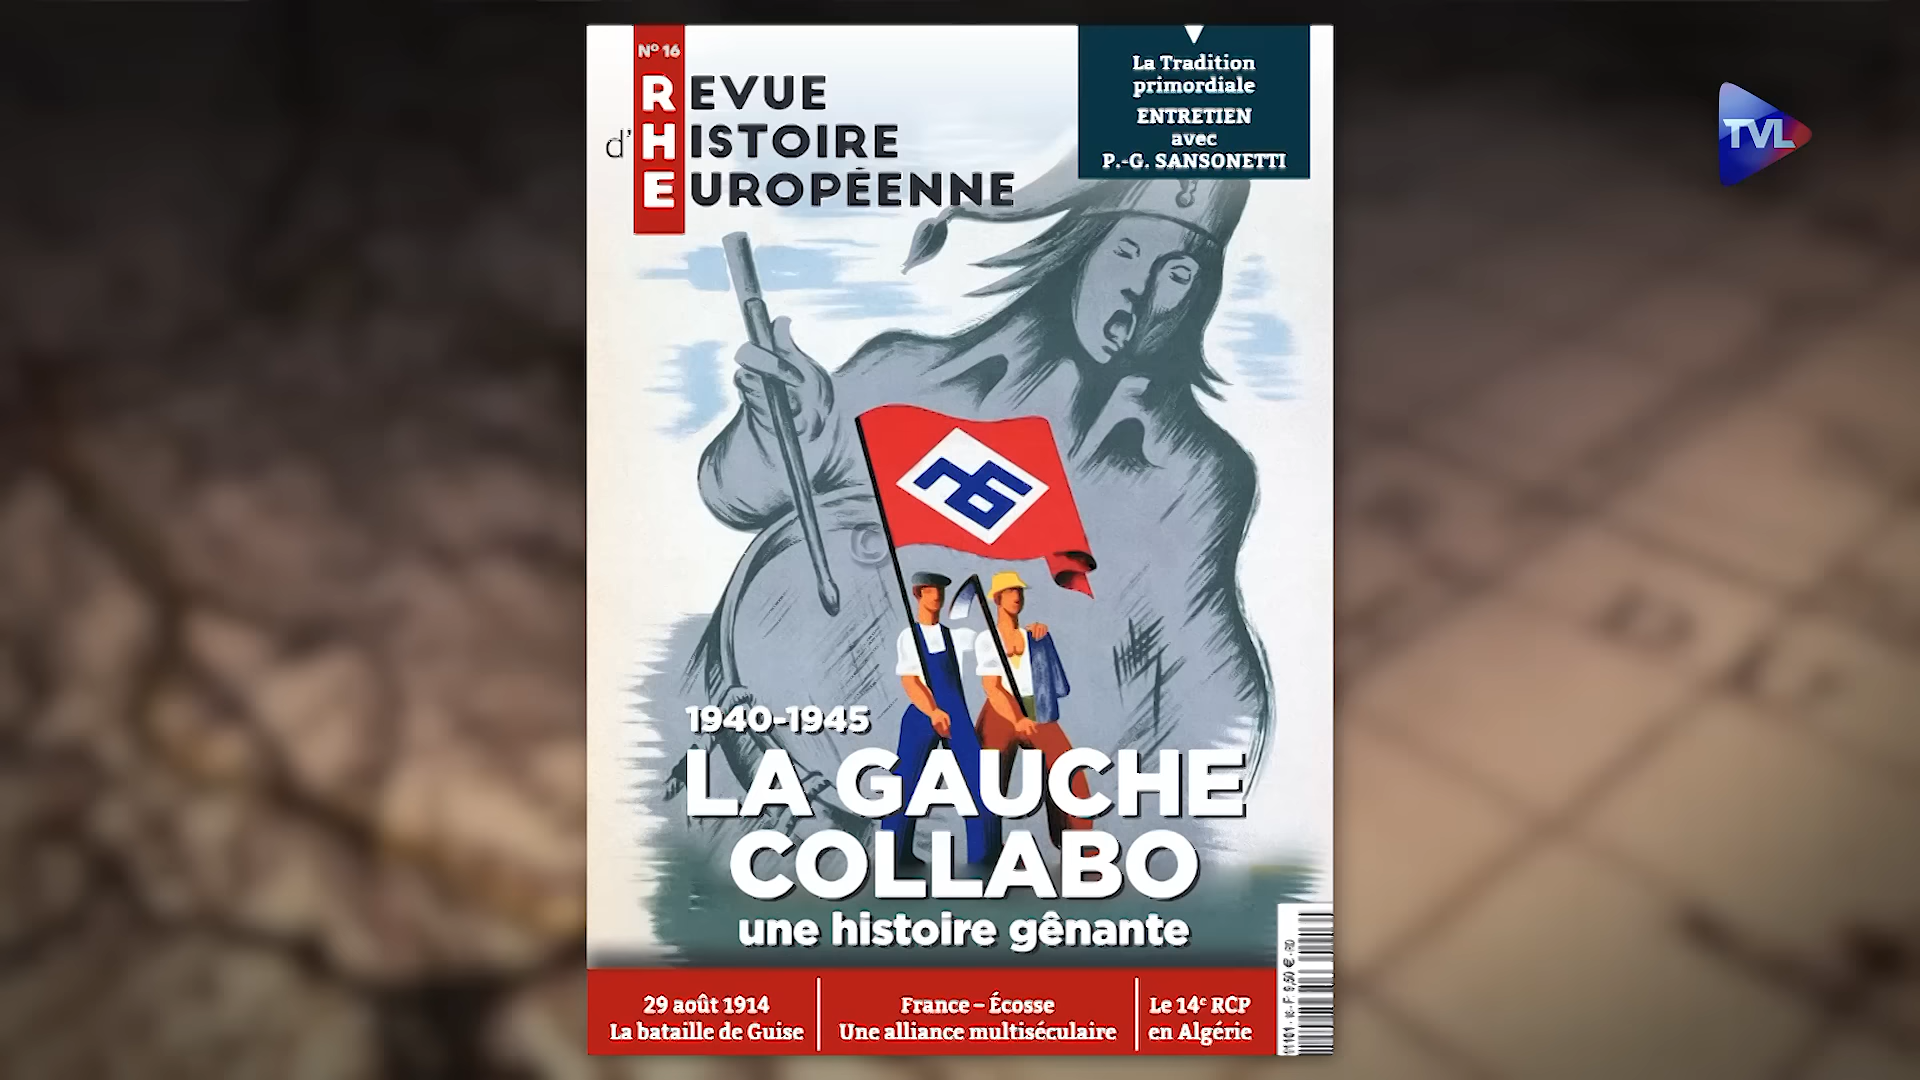 N° 16
REVUE
d'HISTOIRE
EUROPÉENNE
La Tradition
primordiale
ENTRETIEN
avec
P.-G. SANSONETTI
TVL
1940-1945
LA GAUCHE
COLLABO
une histoire gênante
29 août 1914
La bataille de Guise
France – Écosse
Une alliance multiséculaire
Le 14e RCP
en Algérie